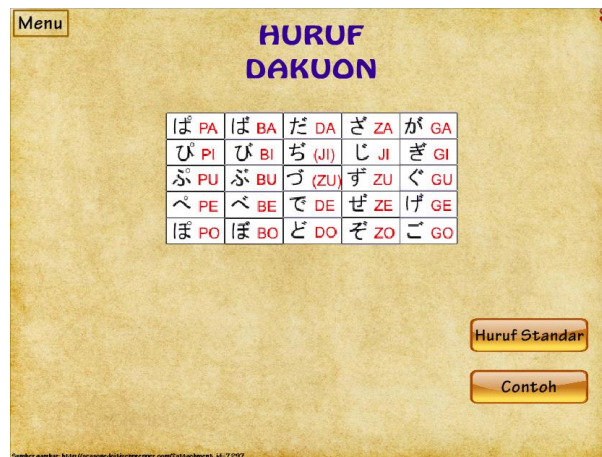 Menu
HURUF
DAKUON
ぱ PA ば BA だ DA ざ ZA が GA
ぴ PI び BI ぢ (JI) じ JI ぎ GI
ぷ PU ぶ BU づ (ZU) ず ZU ぐ GU
ぺ PE べ BE で DE ぜ ZE げ GE
ぽ PO ぼ BO ど DO ぞ ZO ご GO
Huruf Standar
Contoh